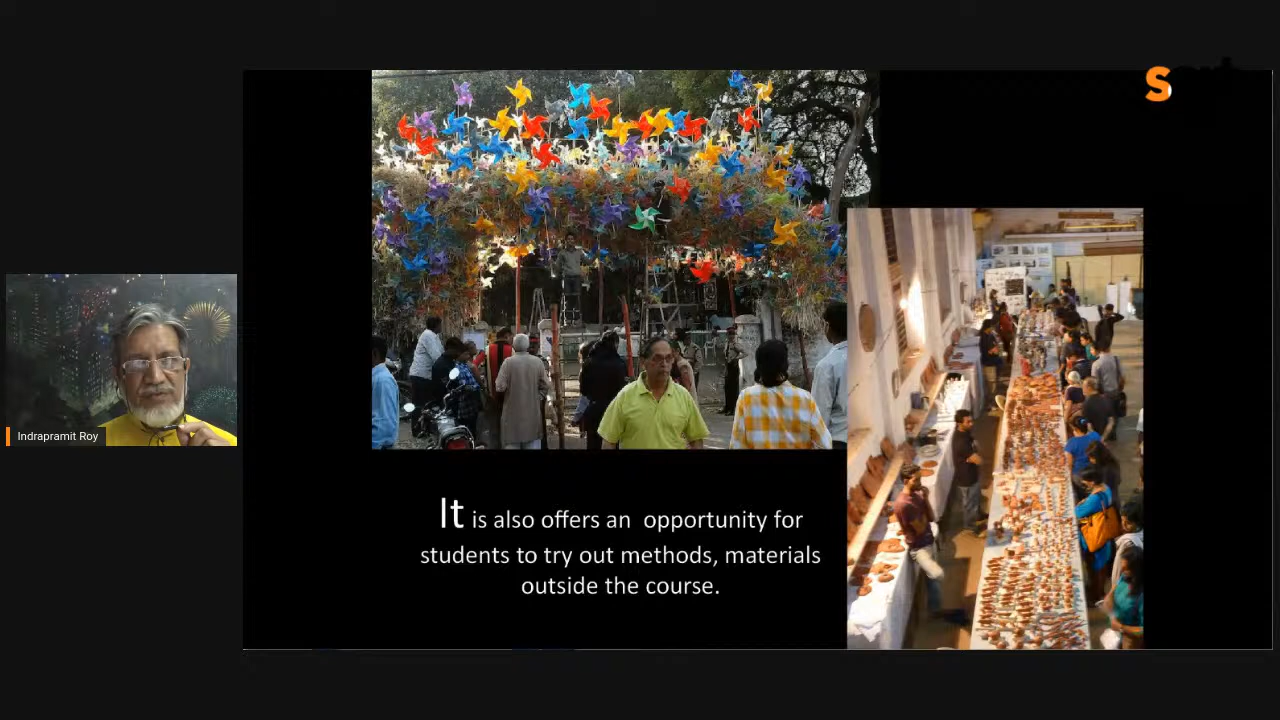 S
Indrapramit Roy
It is also offers an opportunity for
students to try out methods, materials
outside the course.